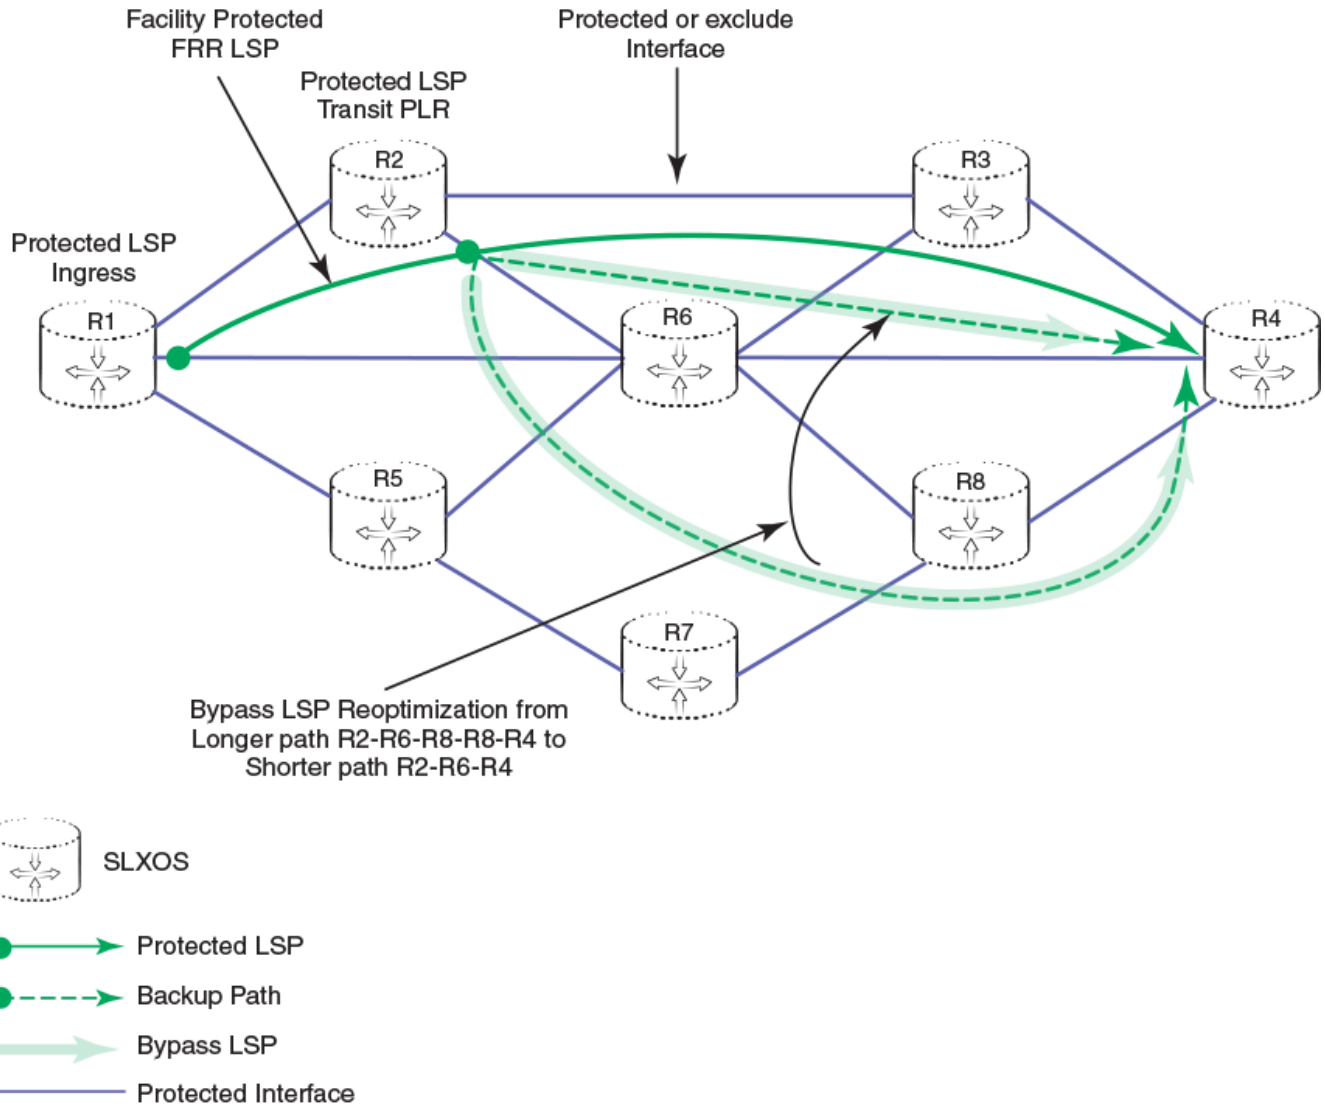 Facility Protected
FRR LSP
Protected or exclude
Interface
Protected LSP
Transit PLR
R2
R3
Protected LSP
Ingress
R1
R6
R4
R5
R8
R7
Bypass LSP Reoptimization from
Longer path R2-R6-R8-R8-R4 to
Shorter path R2-R6-R4
SLXOS
Protected LSP
Backup Path
Bypass LSP
Protected Interface